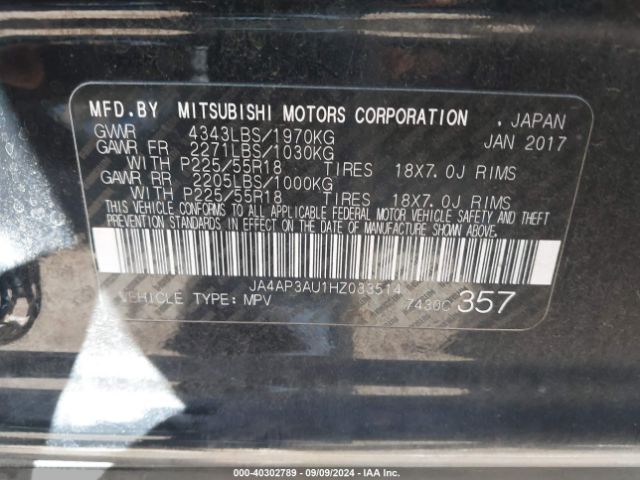 MFD.BY MITSUBISHI MOTORS CORPORATION . JAPAN
GVWR 4343LBS/1970KG JAN 2017
GAWR FR 2271LBS/1030KG
WITH P225/55R18 TIRES 18X7.0J RIMS
GAWR RR 2205LBS/1000KG
WITH P225/55R18 TIRES 18X7.0J RIMS
THIS VEHICLE CONFORMS TO ALL APPLICABLE FEDERAL MOTOR VEHICLE SAFETY AND THEFT
PREVENTION STANDARDS IN EFFECT ON THE DATE OF MANUFACTURE SHOWN ABOVE.
JA4AP3AU1HZ033514
VEHICLE TYPE: MPV 7430C 357
000-40302789 - 09/09/2024 - IAA Inc.